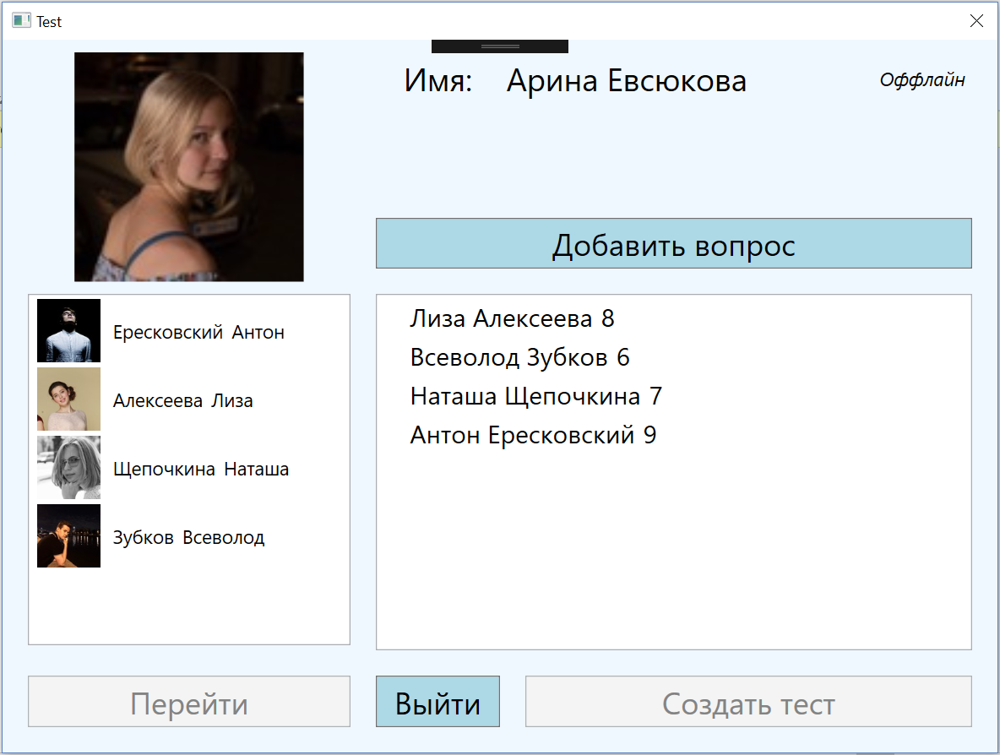 Test
Имя: Арина Евсюкова
Оффлайн
Добавить вопрос
Ересковский Антон
Алексеева Лиза
Щепочкина Наташа
Зубков Всеволод
Лиза Алексеева 8
Всеволод Зубков 6
Наташа Щепочкина 7
Антон Ересковский 9
Перейти
Выйти
Создать тест